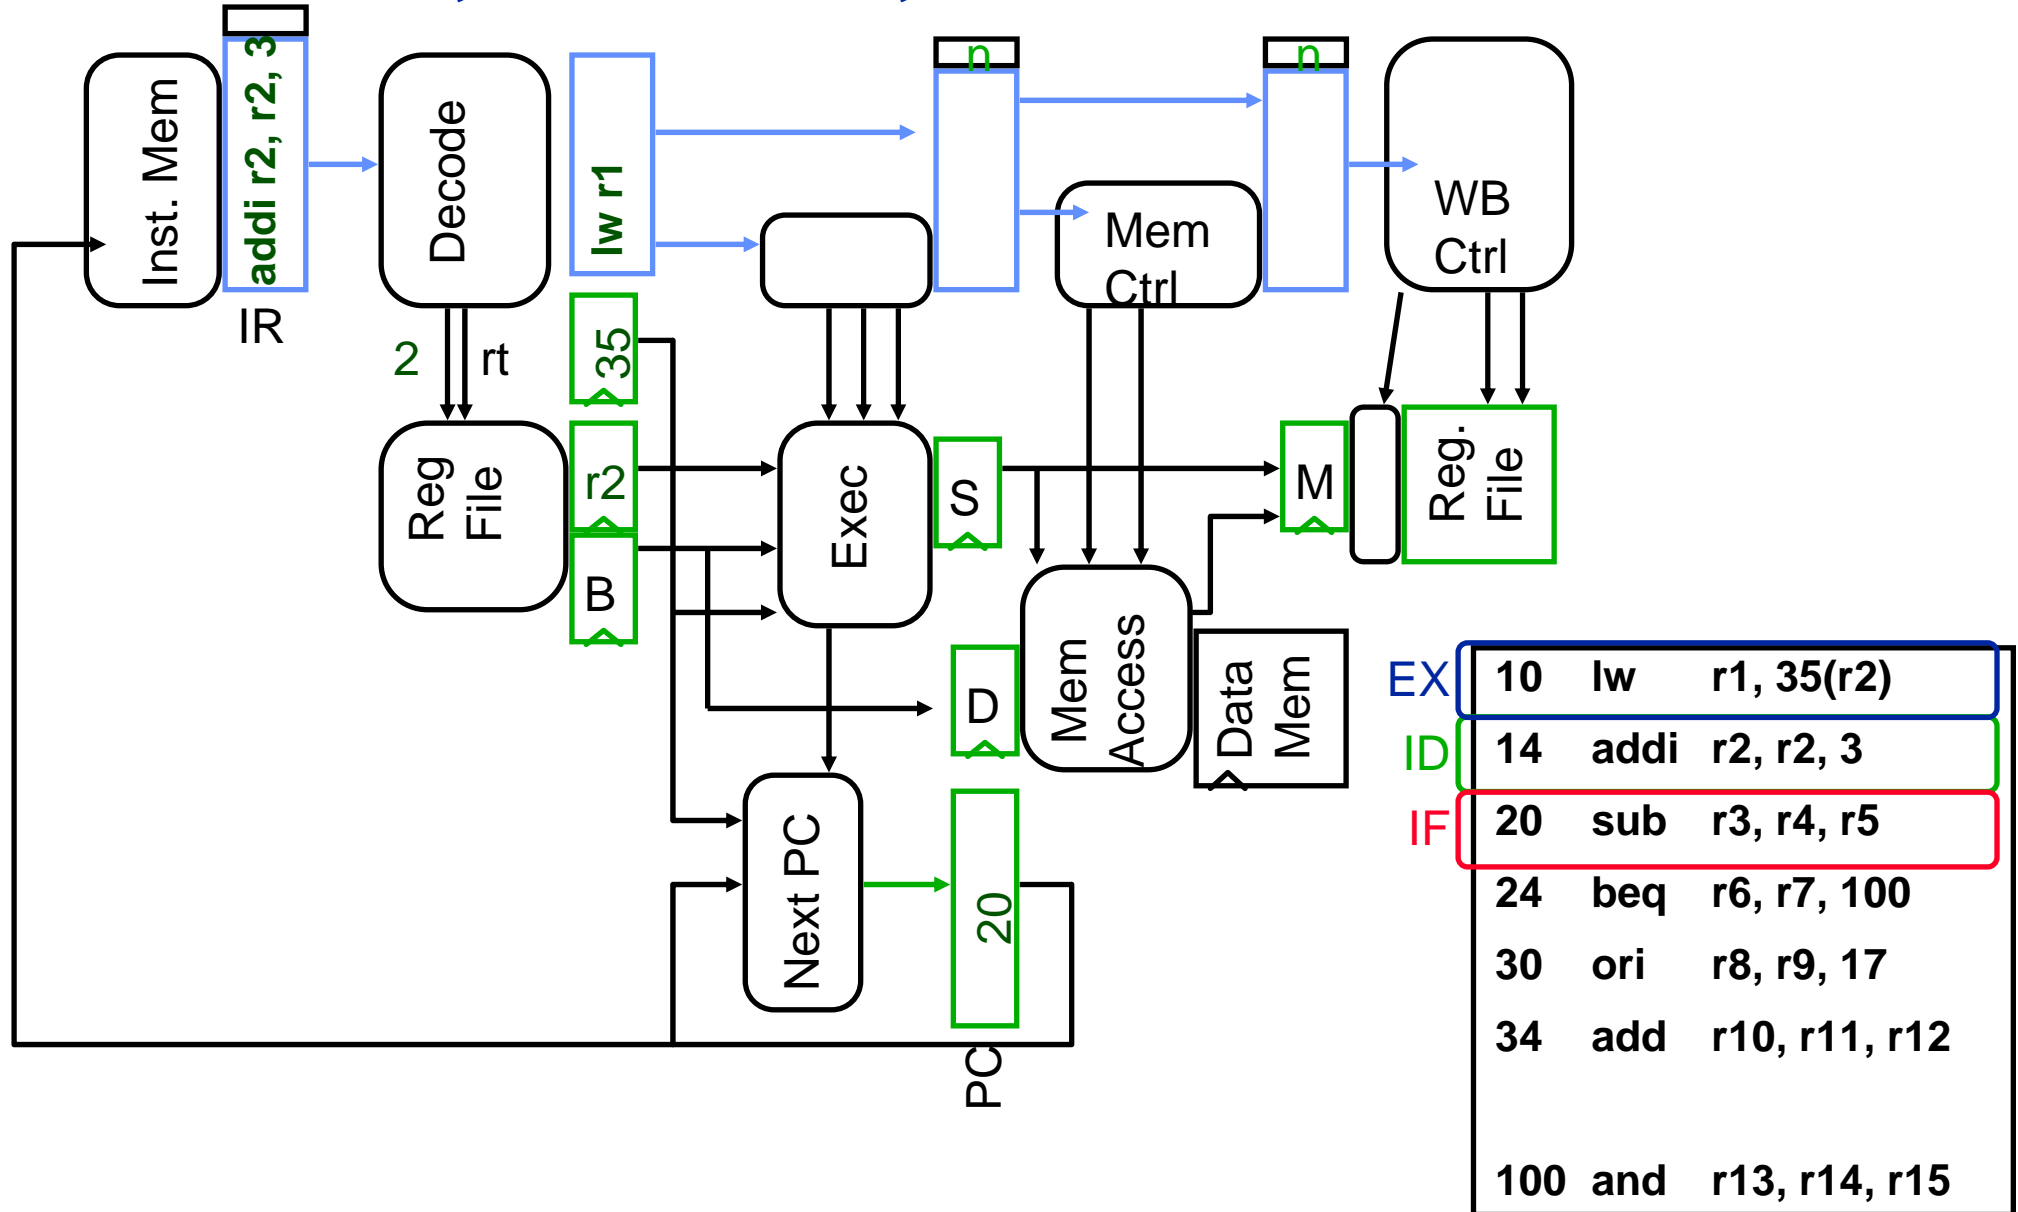 Inst. Mem
addi r2, r2, 3
IR
Decode
2
rt
Reg
File
lw r1
35
r2
B
Exec
n
S
D
Mem
Ctrl
Mem
Access
Data
Mem
n
M
WB
Ctrl
Reg.
File
Next PC
20
PC
EX
10 lw r1, 35(r2)
ID
14 addi r2, r2, 3
IF
20 sub r3, r4, r5
24 beq r6, r7, 100
30 ori r8, r9, 17
34 add r10, r11, r12
100 and r13, r14, r15